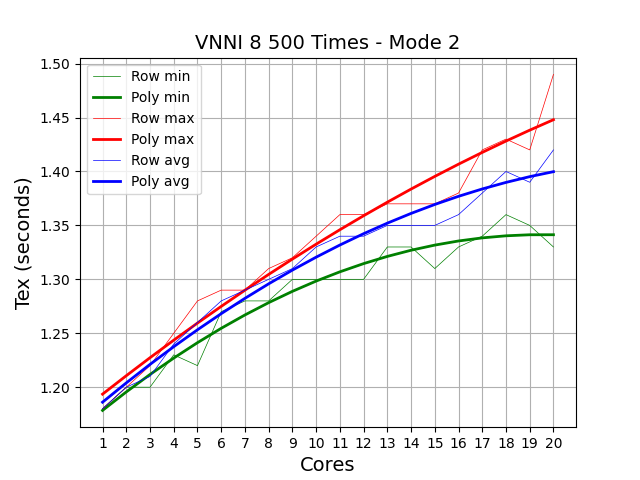 VNNI 8 500 Times - Mode 2
Tex (seconds)
1.50
1.45
1.40
1.35
1.30
1.25
1.20
Row min
Poly min
Row max
Poly max
Row avg
Poly avg
1 2 3 4 5 6 7 8 9 10 11 12 13 14 15 16 17 18 19 20
Cores